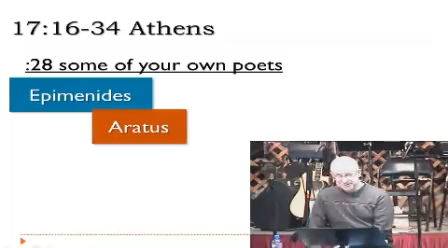 17:16-34 Athens
:28 some of your own poets
Epimenides
Aratus